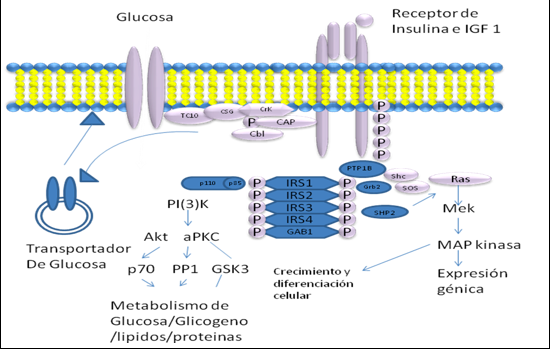 Glucosa
Receptor de
Insulina e IGF 1
TC10
CSG
CrK
P
CAP
Cbl
P
P
P
P
P
PTP1B
Shc
Ras
Grb2
SOS
p110
p85
P
IRS1
P
P
IRS2
P
P
IRS3
P
P
IRS4
P
P
GAB1
P
SHP2
PI(3)K
Mek
Transportador
De Glucosa
Akt
aPKC
MAP kinasa
p70
PP1
GSK3
Crecimiento y
diferenciación
celular
Expresión
génica
Metabolismo de
Glucosa/Glicogeno
/lipidos/proteinas